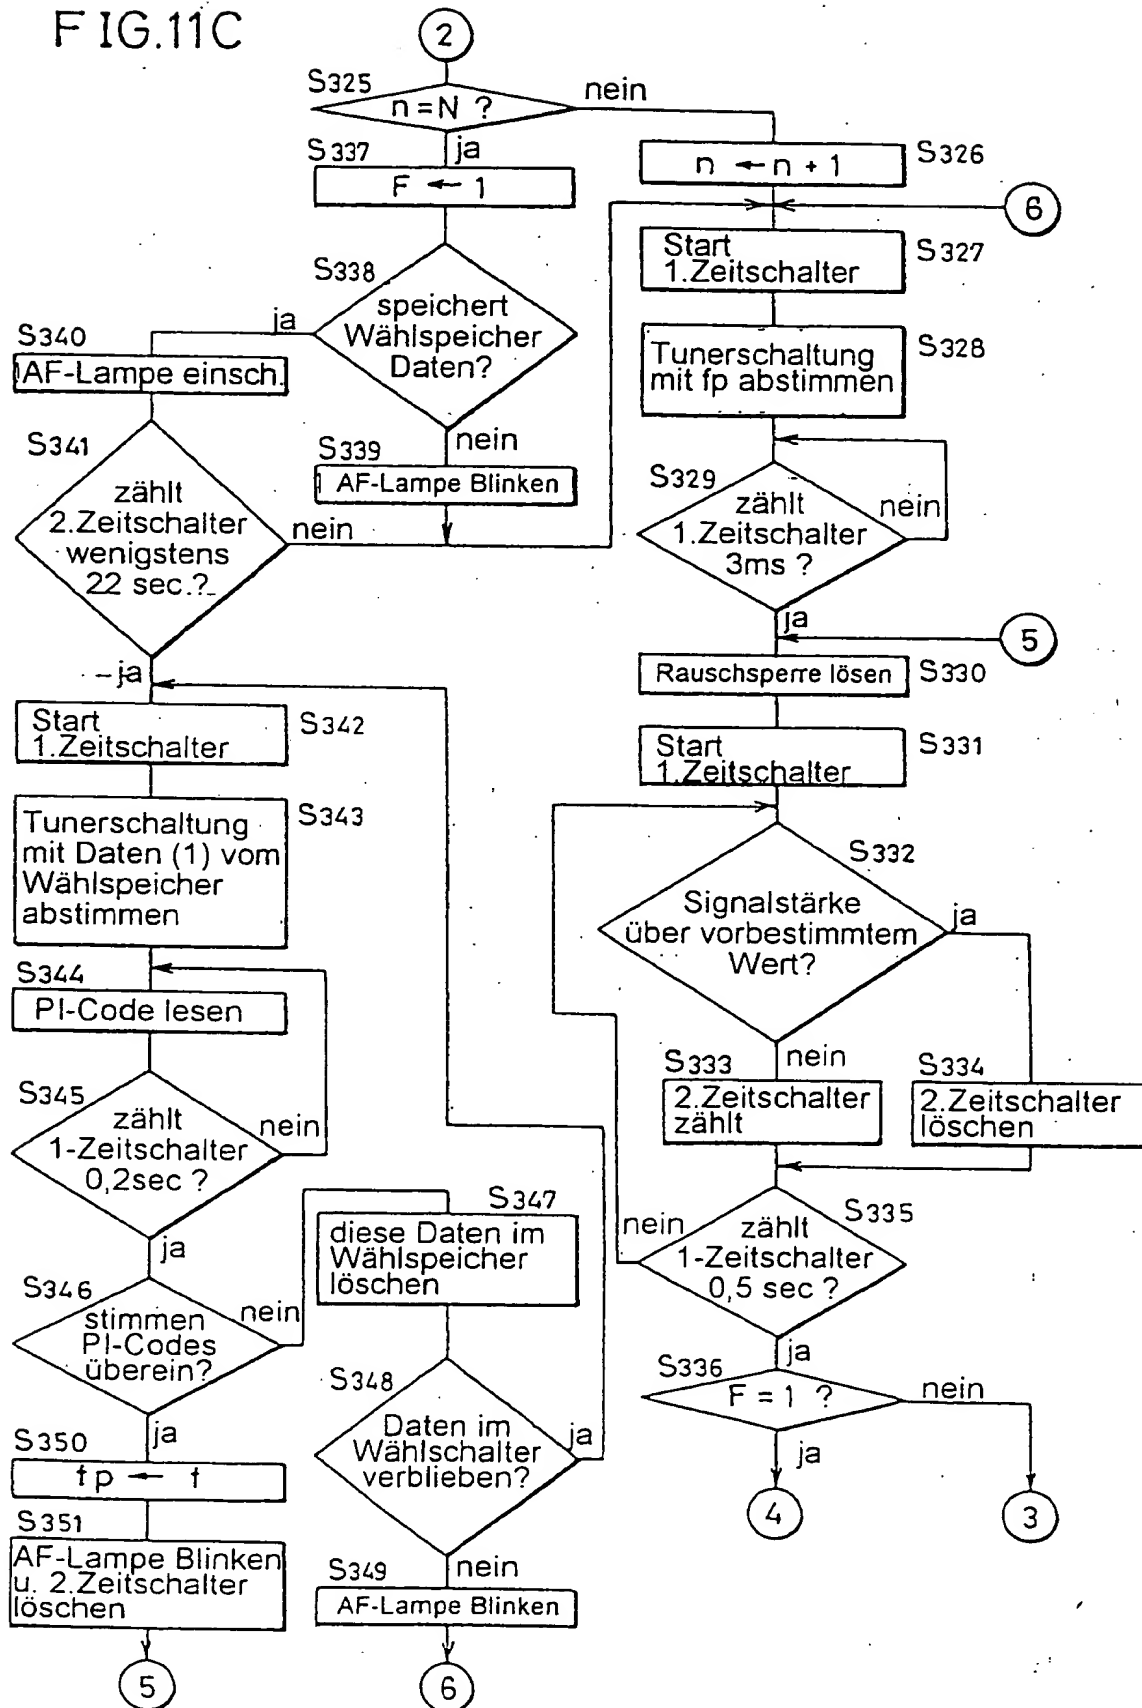 FIG.11C
2
S325
n = N ?
nein
ja
S337
F ← 1
n ← n + 1
S326
6
Start
1.Zeitschalter
S327
S338
speichert
Wählspeicher
Daten?
ja
nein
S340
AF-Lampe einsch.
Tunerschaltung
mit fp abstimmen
S328
S339
AF-Lampe Blinken
S341
zählt
2.Zeitschalter
wenigstens
22 sec.?
nein
ja
S329
zählt
1.Zeitschalter
3ms ?
nein
ja
5
Rauschsperre lösen
S330
Start
1.Zeitschalter
S342
Start
1.Zeitschalter
S331
Tunerschaltung
mit Daten (1) vom
Wählspeicher
abstimmen
S343
S332
Signalstärke
über vorbestimmtem
Wert?
ja
nein
S344
PI-Code lesen
S333
2.Zeitschalter
zählt
S334
2.Zeitschalter
löschen
S345
zählt
1-Zeitschalter
0,2sec ?
nein
ja
S347
diese Daten im
Wählspeicher
löschen
S335
zählt
1-Zeitschalter
0,5 sec ?
nein
ja
S346
stimmen
PI-Codes
überein?
nein
ja
S348
Daten im
Wählschalter
verblieben?
ja
nein
S336
F = 1 ?
nein
ja
4
3
S350
fp ← f
S351
AF-Lampe Blinken
u. 2.Zeitschalter
löschen
S349
AF-Lampe Blinken
5
6